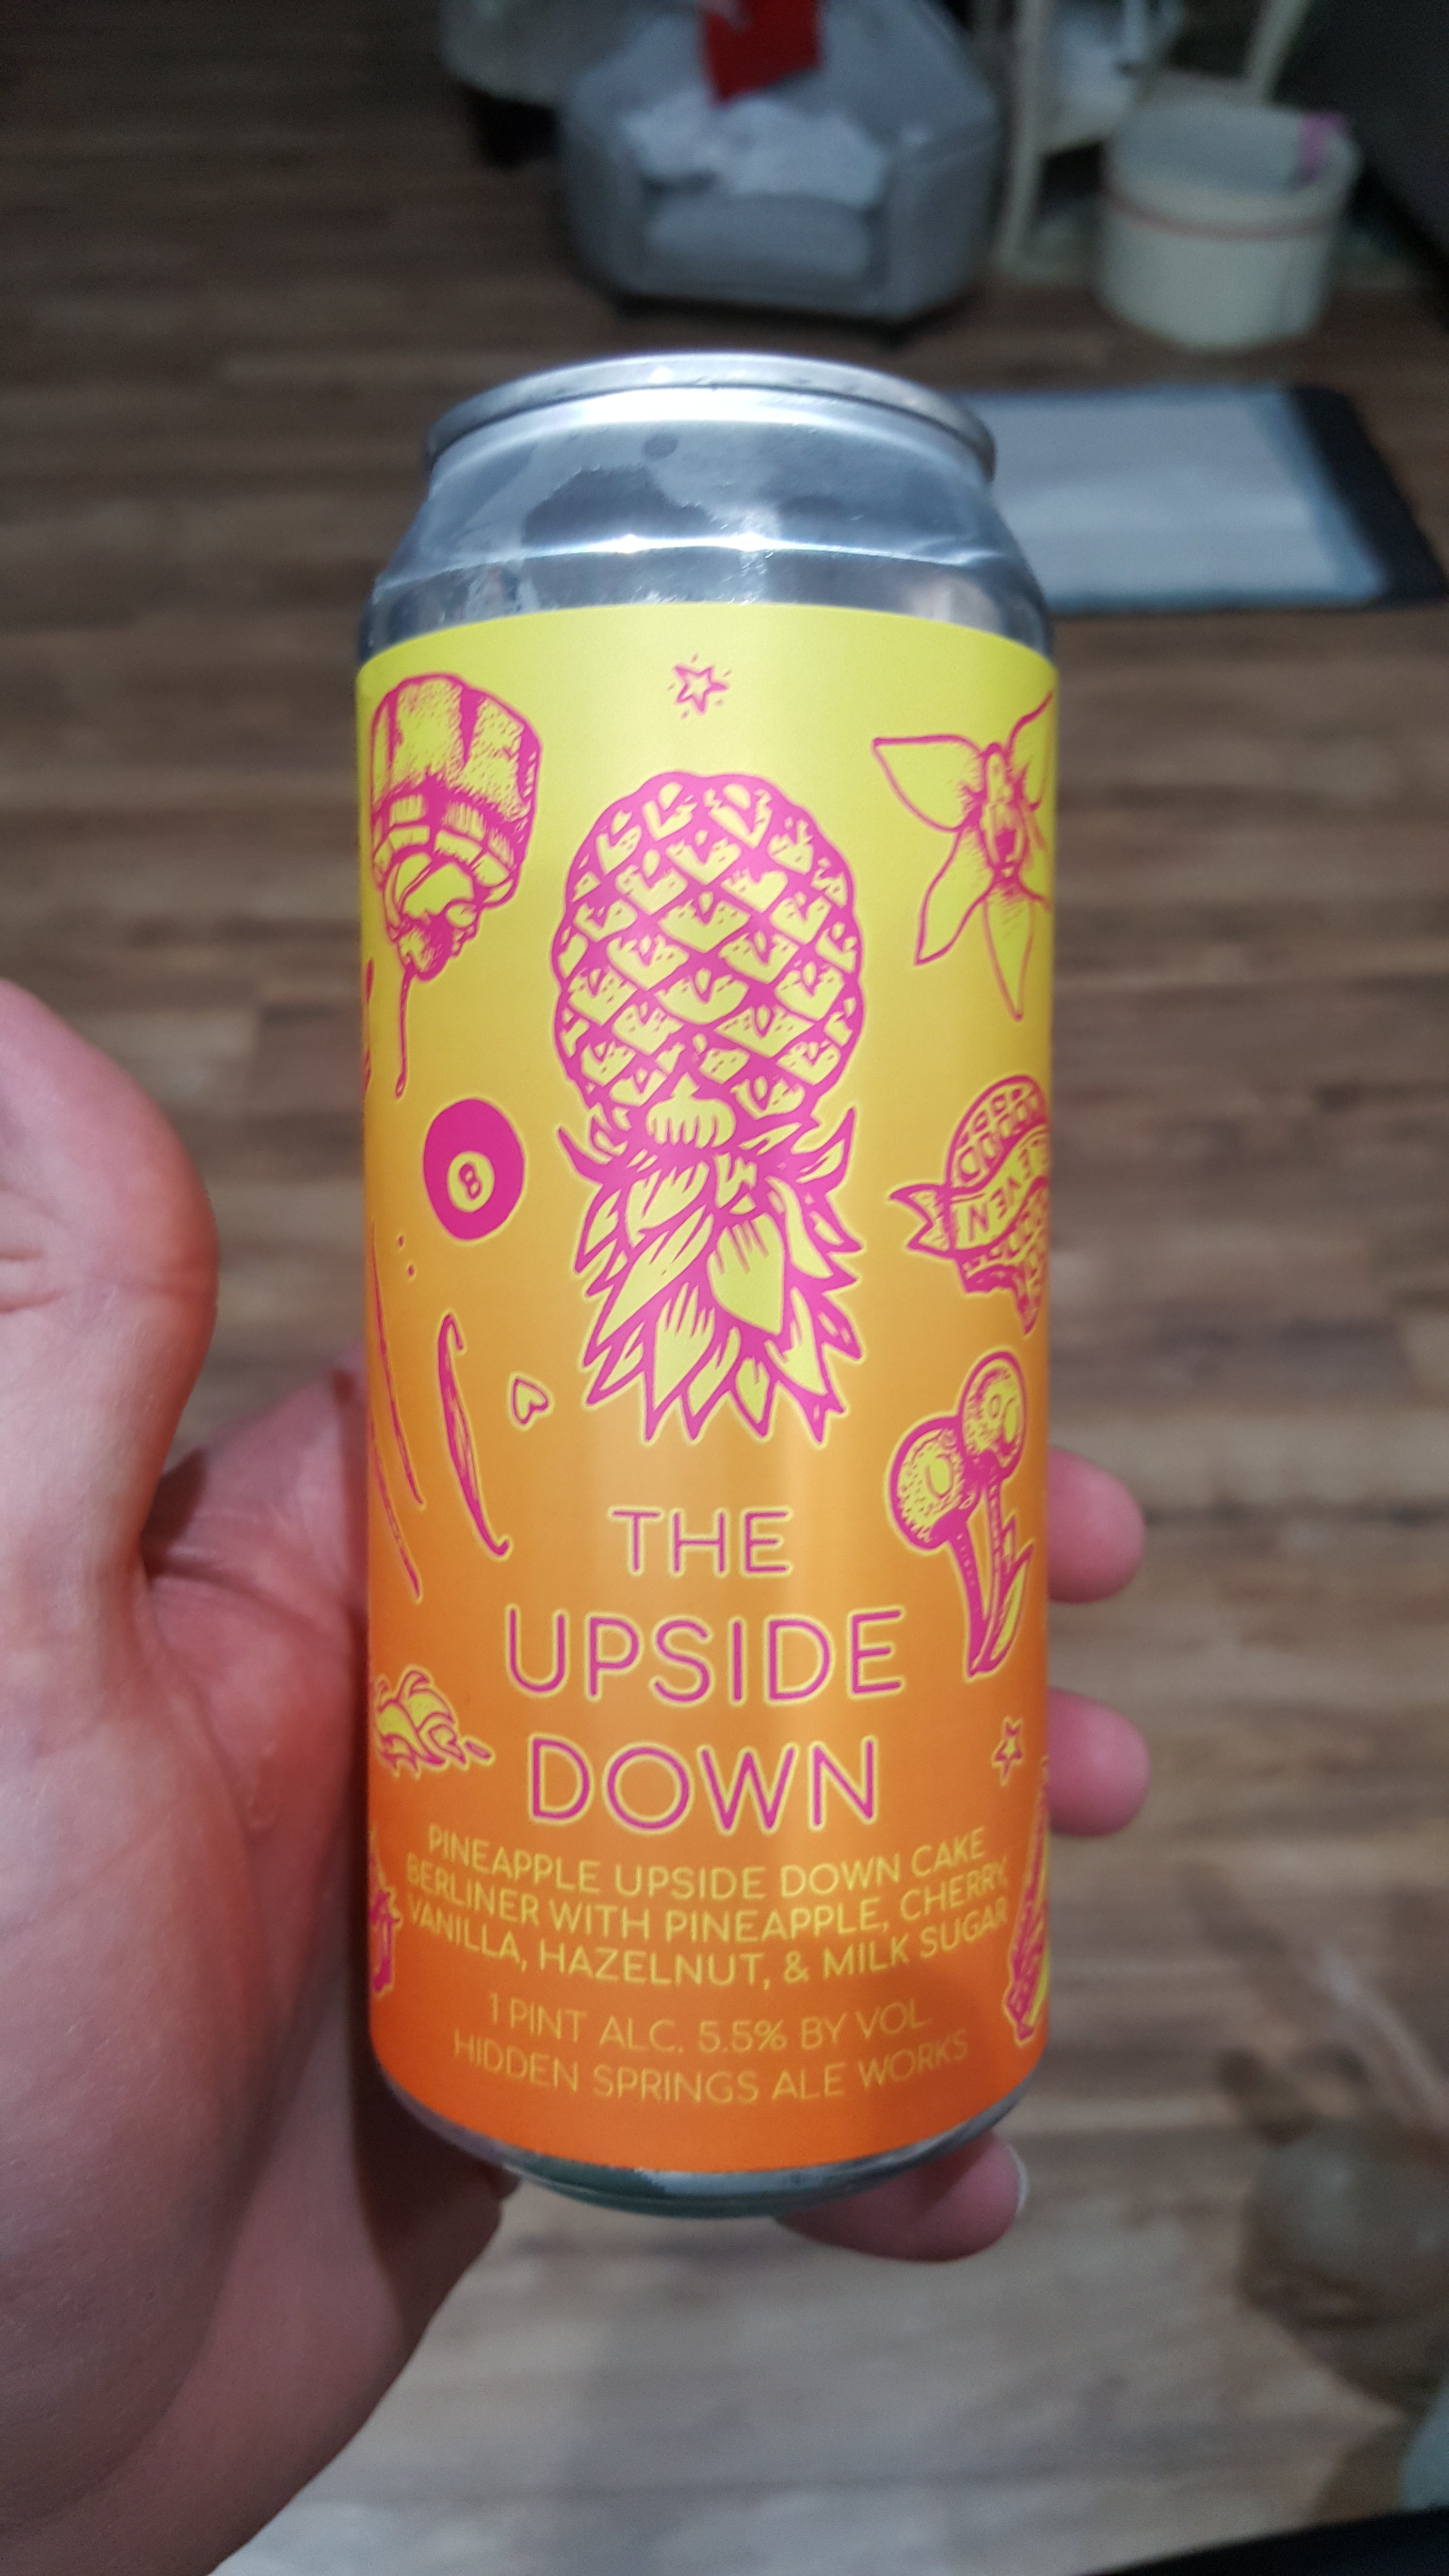 8
ELEVEN
THE
UPSIDE
DOWN
PINEAPPLE UPSIDE DOWN CAKE
BERLINER WITH PINEAPPLE, CHERRY,
VANILLA, HAZELNUT, & MILK SUGAR
1 PINT ALC. 5.5% BY VOL.
HIDDEN SPRINGS ALE WORKS